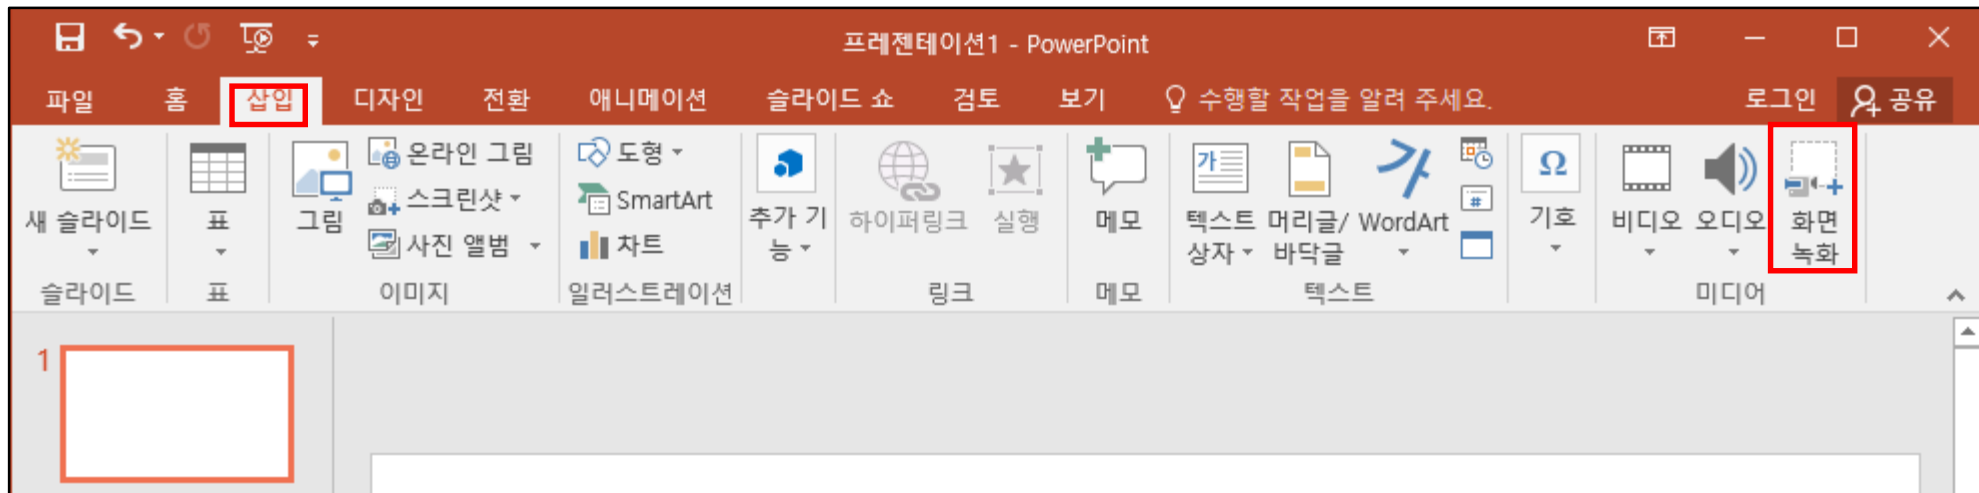 프레젠테이션1 - PowerPoint
파일 홈 삽입 디자인 전환 애니메이션 슬라이드 쇼 검토 보기 수행할 작업을 알려 주세요. 로그인 공유
새 슬라이드
표
그림
온라인 그림
스크린샷
사진 앨범
도형
SmartArt
차트
추가 기
능
하이퍼링크
실행
메모
가
텍스트
상자
머리글/
바닥글
가
WordArt
#
Ω
기호
비디오
오디오
화면
녹화
슬라이드 표 이미지 일러스트레이션 링크 메모 텍스트 미디어
1